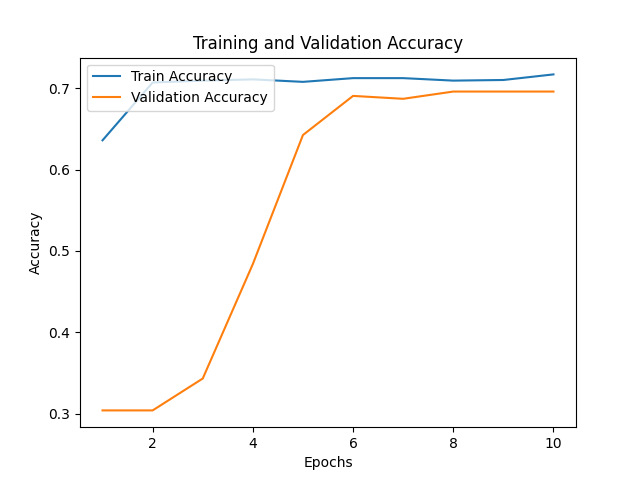 Training and Validation Accuracy
Train Accuracy
Validation Accuracy
0.7
0.6
0.5
0.4
0.3
Accuracy
2 4 6 8 10
Epochs